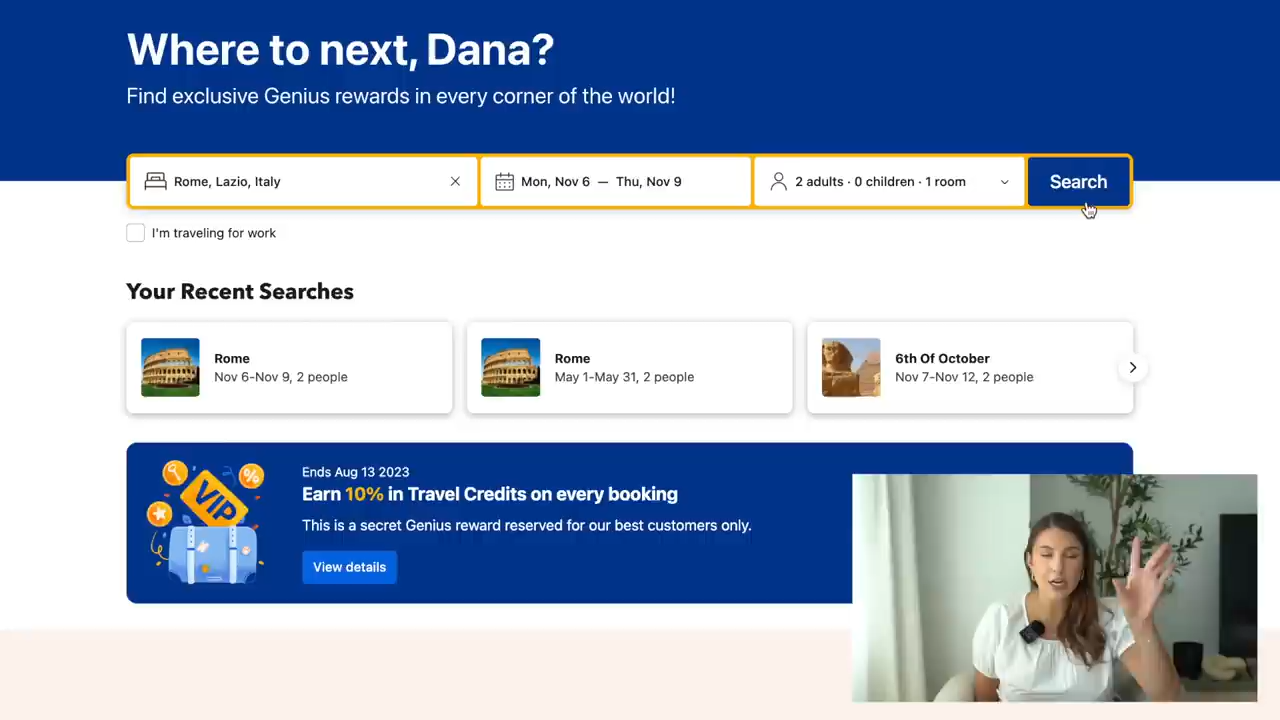 Where to next, Dana?
Find exclusive Genius rewards in every corner of the world!
Rome, Lazio, Italy
Mon, Nov 6 — Thu, Nov 9
2 adults · 0 children · 1 room
Search
I'm traveling for work
Your Recent Searches
Rome
Nov 6-Nov 9, 2 people
Rome
May 1-May 31, 2 people
6th Of October
Nov 7-Nov 12, 2 people
VIP
%
Ends Aug 13 2023
Earn 10% in Travel Credits on every booking
This is a secret Genius reward reserved for our best customers only.
View details